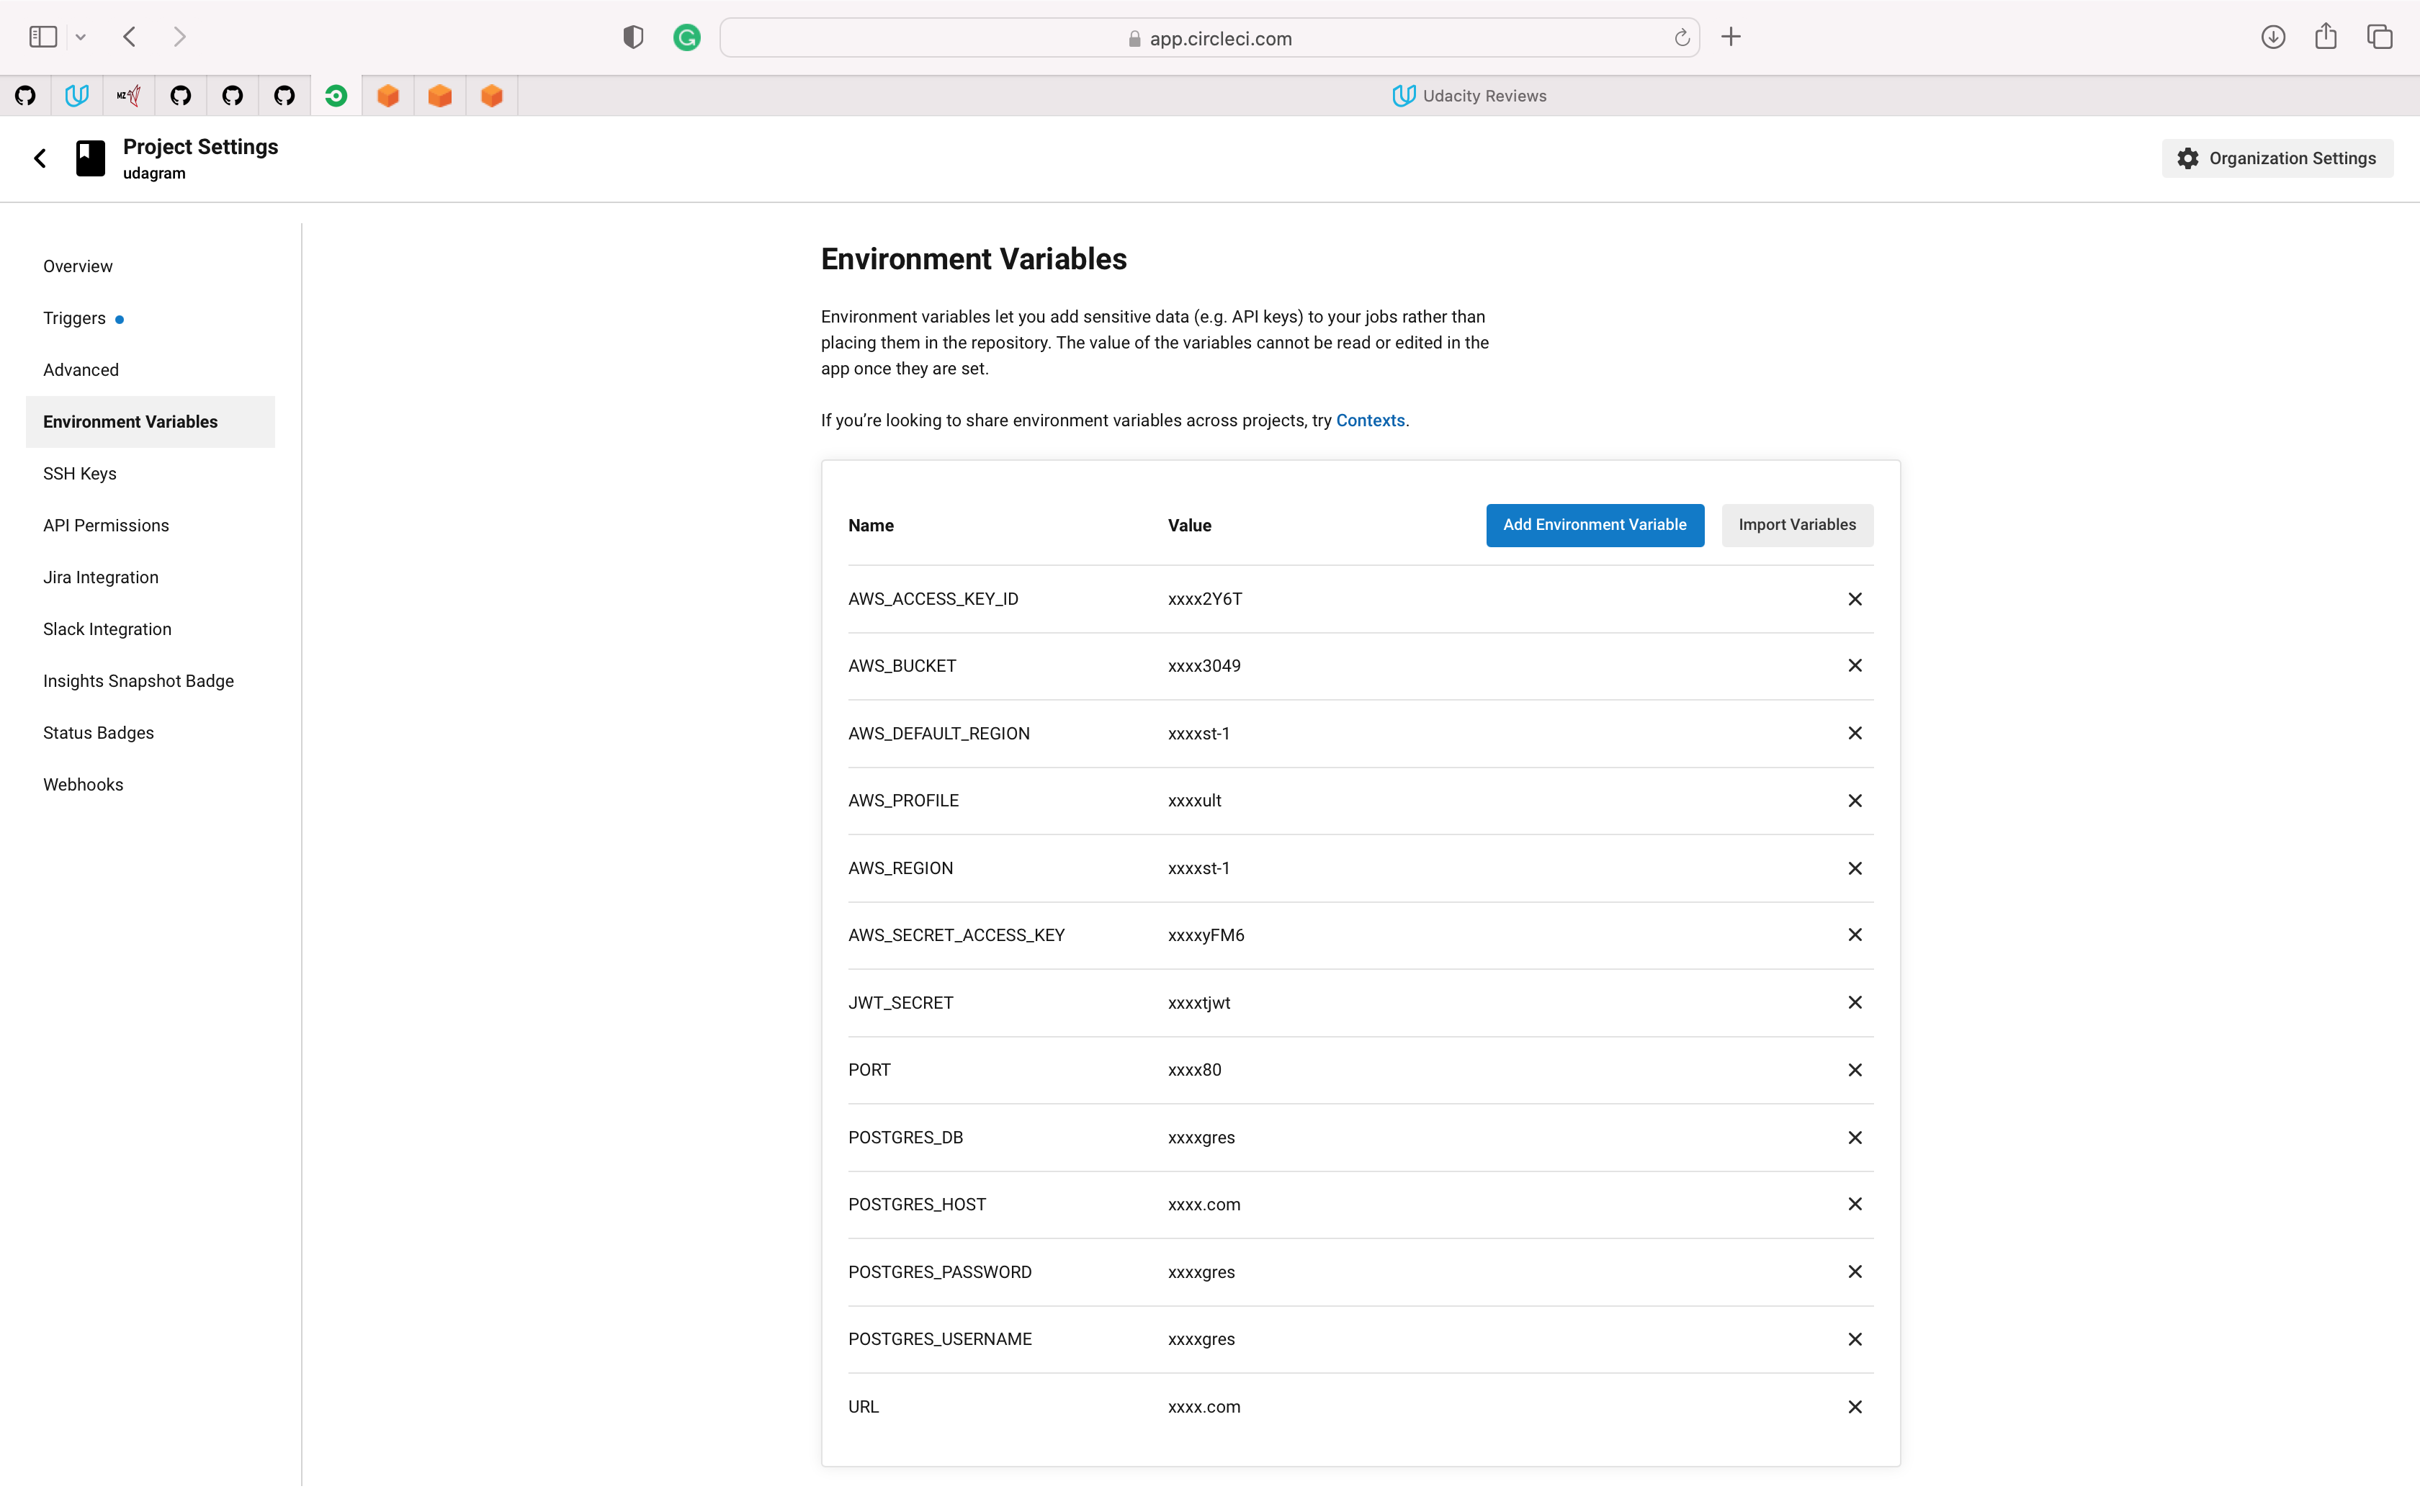 app.circleci.com
MZ
Udacity Reviews
Project Settings
udagram
Organization Settings
Overview
Triggers
Advanced
Environment Variables
SSH Keys
API Permissions
Jira Integration
Slack Integration
Insights Snapshot Badge
Status Badges
Webhooks
Environment Variables
Environment variables let you add sensitive data (e.g. API keys) to your jobs rather than
placing them in the repository. The value of the variables cannot be read or edited in the
app once they are set.
If you’re looking to share environment variables across projects, try Contexts.
Name Value Add Environment Variable Import Variables
AWS_ACCESS_KEY_ID xxxx2Y6T
AWS_BUCKET xxxx3049
AWS_DEFAULT_REGION xxxxst-1
AWS_PROFILE xxxxult
AWS_REGION xxxxst-1
AWS_SECRET_ACCESS_KEY xxxxyFM6
JWT_SECRET xxxxtjwt
PORT xxxx80
POSTGRES_DB xxxxgres
POSTGRES_HOST xxxx.com
POSTGRES_PASSWORD xxxxgres
POSTGRES_USERNAME xxxxgres
URL xxxx.com